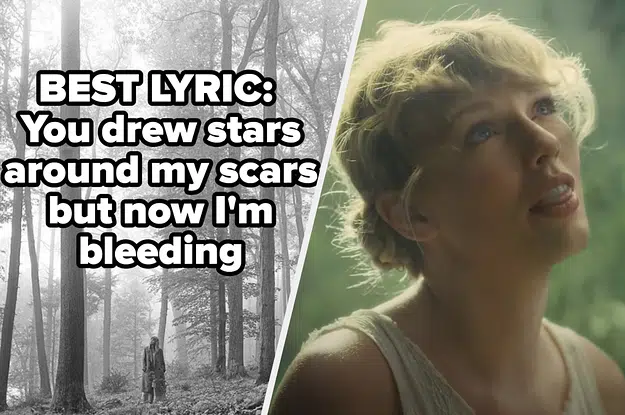 BEST LYRIC:
You drew stars
around my scars
but now I'm
bleeding